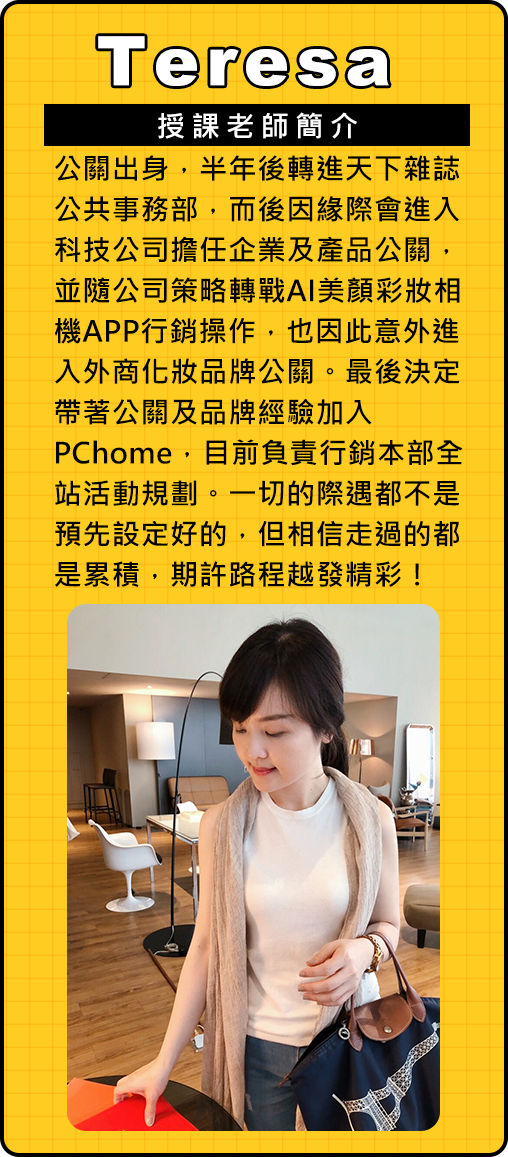 Teresa
授課老師簡介
公關出身，半年後轉進天下雜誌
公共事務部，而後因緣際會進入
科技公司擔任企業及產品公關，
並隨公司策略轉戰AI美顏彩妝相
機APP行銷操作，也因此意外進
入外商化妝品牌公關。最後決定
帶著公關及品牌經驗加入
PChome，目前負責行銷本部全
站活動規劃。一切的際遇都不是
預先設定好的，但相信走過的都
是累積，期許路程越發精彩！